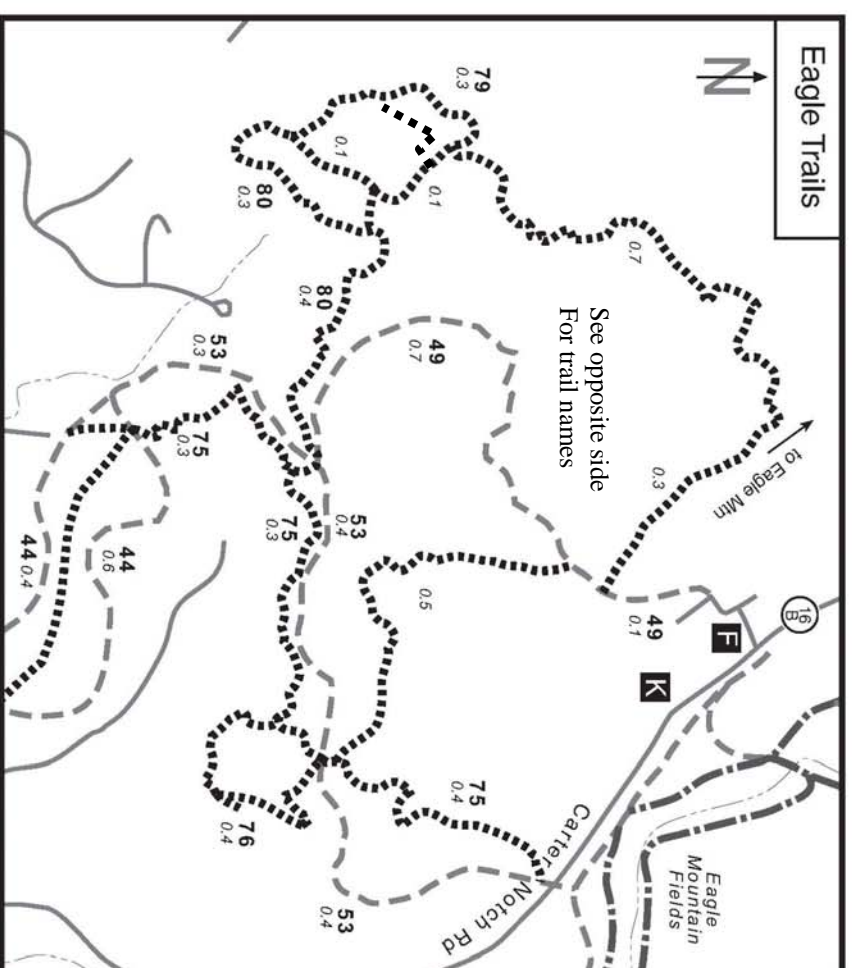 Eagle Trails
N
79
0.3
0.1
0.1
80
0.3
80
0.4
0.7
See opposite side
For trail names
49
0.7
53
0.3
75
0.3
to Eagle Mtn
0.3
53
0.4
75
0.3
44
0.6
44 0.4
0.5
49
0.1
16
B
F
K
75
0.4
76
0.4
53
0.4
Carter Notch Rd
Eagle
Mountain
Fields